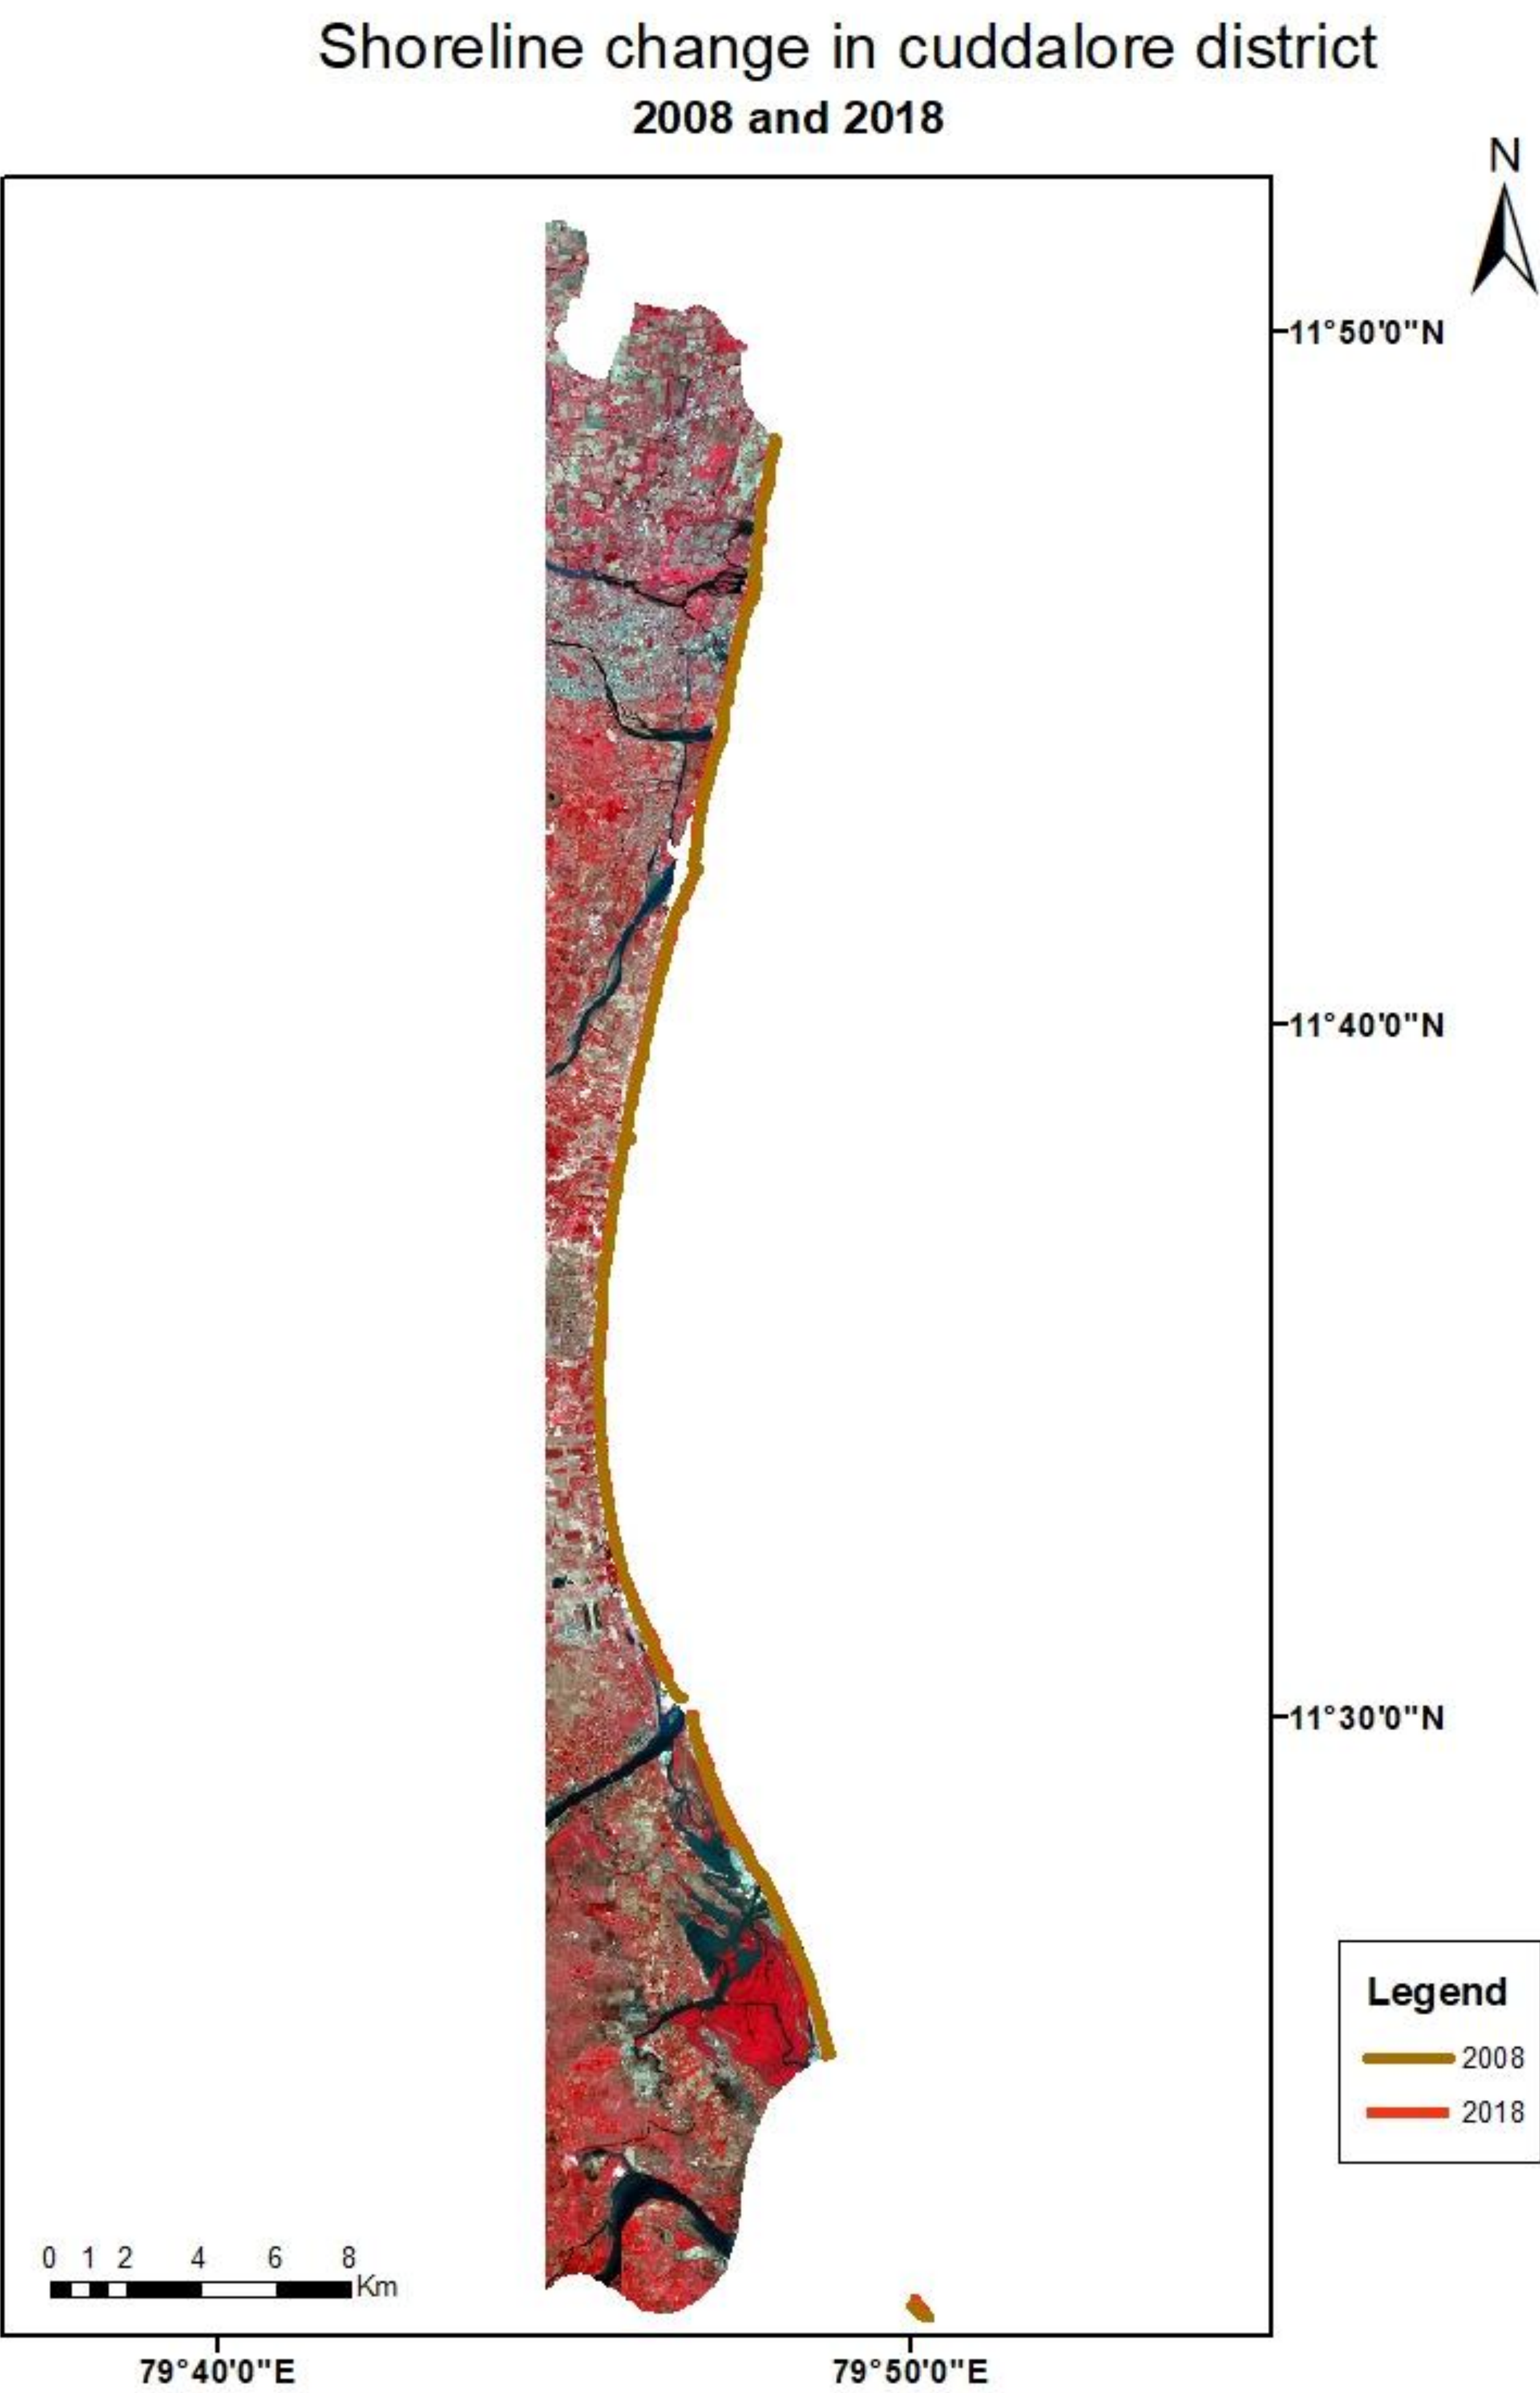 Shoreline change in cuddalore district
2008 and 2018
N
11°50'0"N
11°40'0"N
11°30'0"N
Legend
2008
2018
0 1 2 4 6 8
Km
79°40'0"E 79°50'0"E